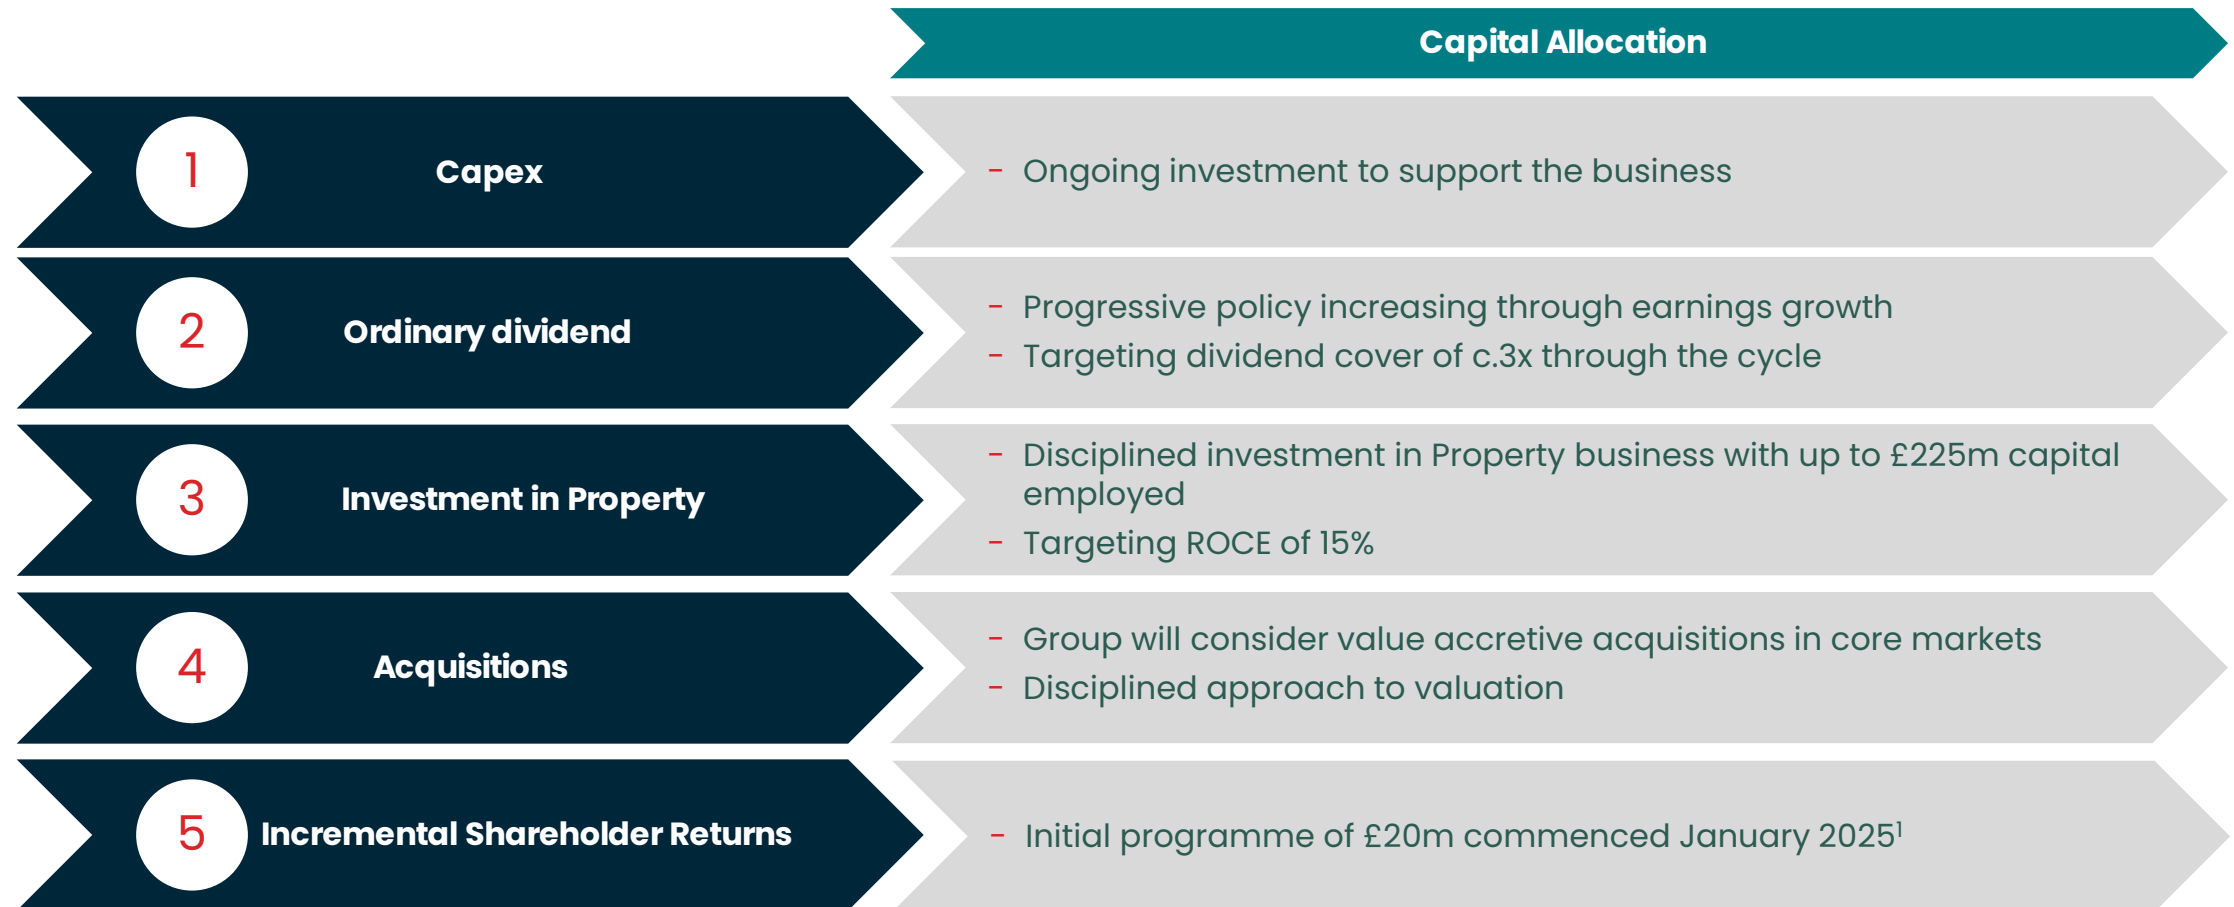 Capital Allocation
1
Capex
- Ongoing investment to support the business
2
Ordinary dividend
- Progressive policy increasing through earnings growth
- Targeting dividend cover of c.3x through the cycle
3
Investment in Property
- Disciplined investment in Property business with up to £225m capital
employed
- Targeting ROCE of 15%
4
Acquisitions
- Group will consider value accretive acquisitions in core markets
- Disciplined approach to valuation
5
Incremental Shareholder Returns
- Initial programme of £20m commenced January 2025¹